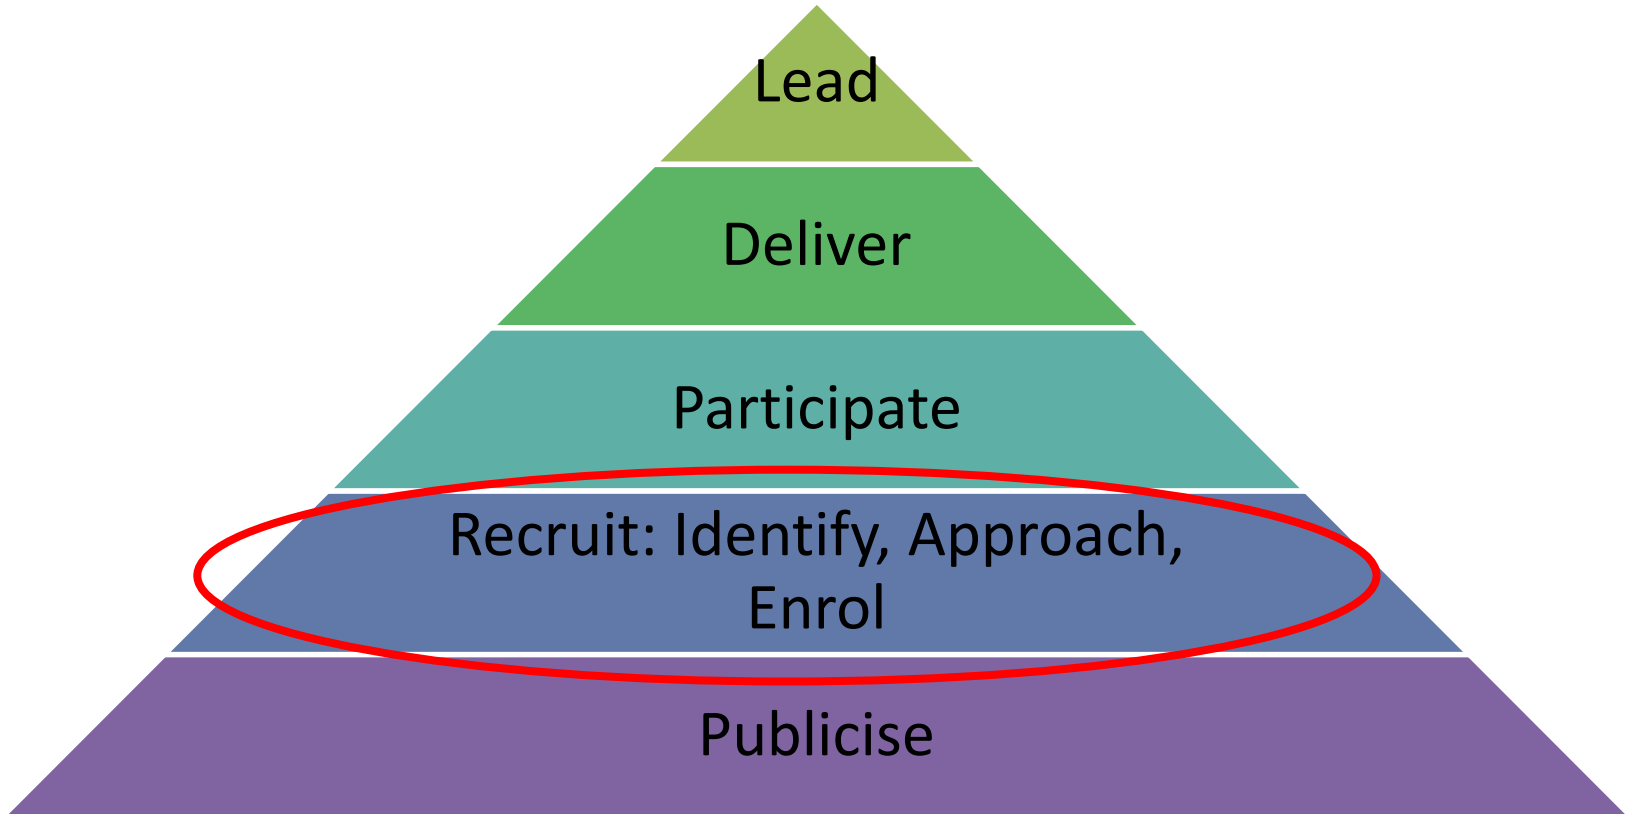 Lead
Deliver
Participate
Recruit: Identify, Approach,
Enrol
Publicise